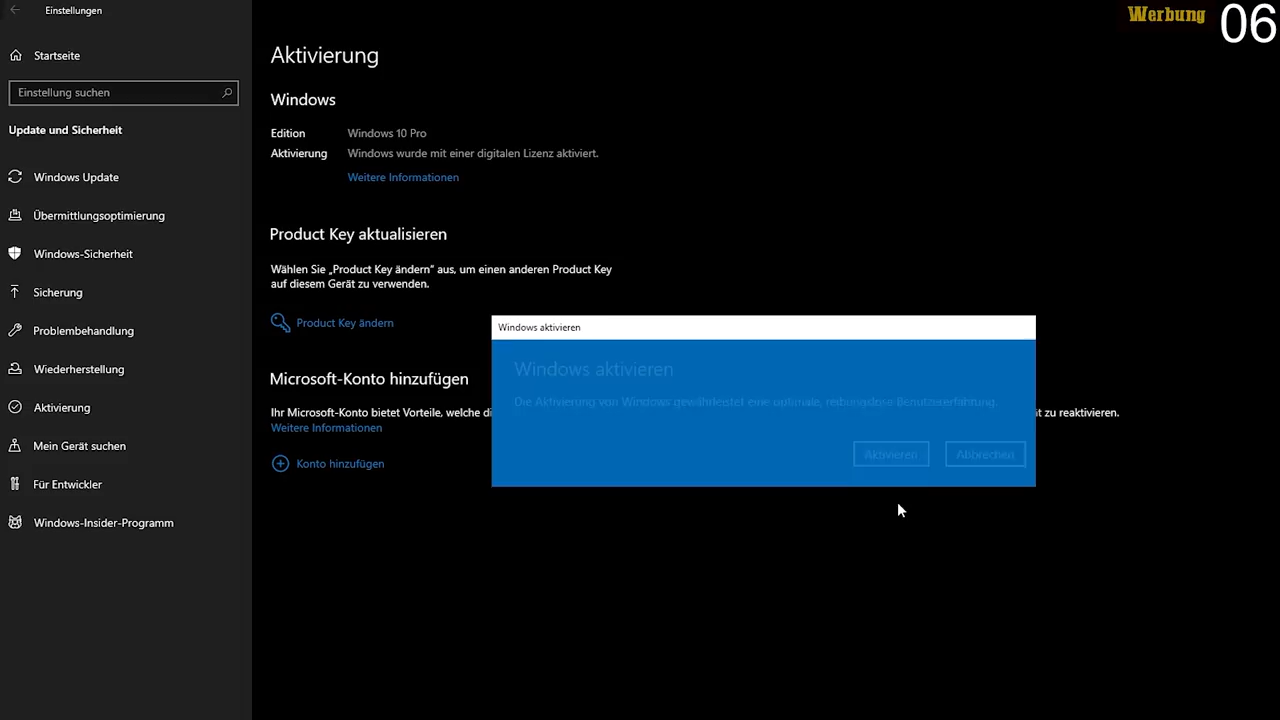 Einstellungen
Werbung
06
Startseite
Einstellung suchen
Update und Sicherheit
Windows Update
Übermittlungsoptimierung
Windows-Sicherheit
Sicherung
Problembehandlung
Wiederherstellung
Aktivierung
Mein Gerät suchen
Für Entwickler
Windows-Insider-Programm
Aktivierung
Windows
Edition Windows 10 Pro
Aktivierung Windows wurde mit einer digitalen Lizenz aktiviert.
Weitere Informationen
Product Key aktualisieren
Wählen Sie „Product Key ändern“ aus, um einen anderen Product Key
auf diesem Gerät zu verwenden.
Product Key ändern
Microsoft-Konto hinzufügen
Ihr Microsoft-Konto bietet Vorteile, welche zu reaktivieren.
Weitere Informationen
Konto hinzufügen
Windows aktivieren
Windows aktivieren
Die Aktivierung von Windows gewährleistet eine optimale, reibungslose Benutzererfahrung.
Aktivieren
Abbrechen